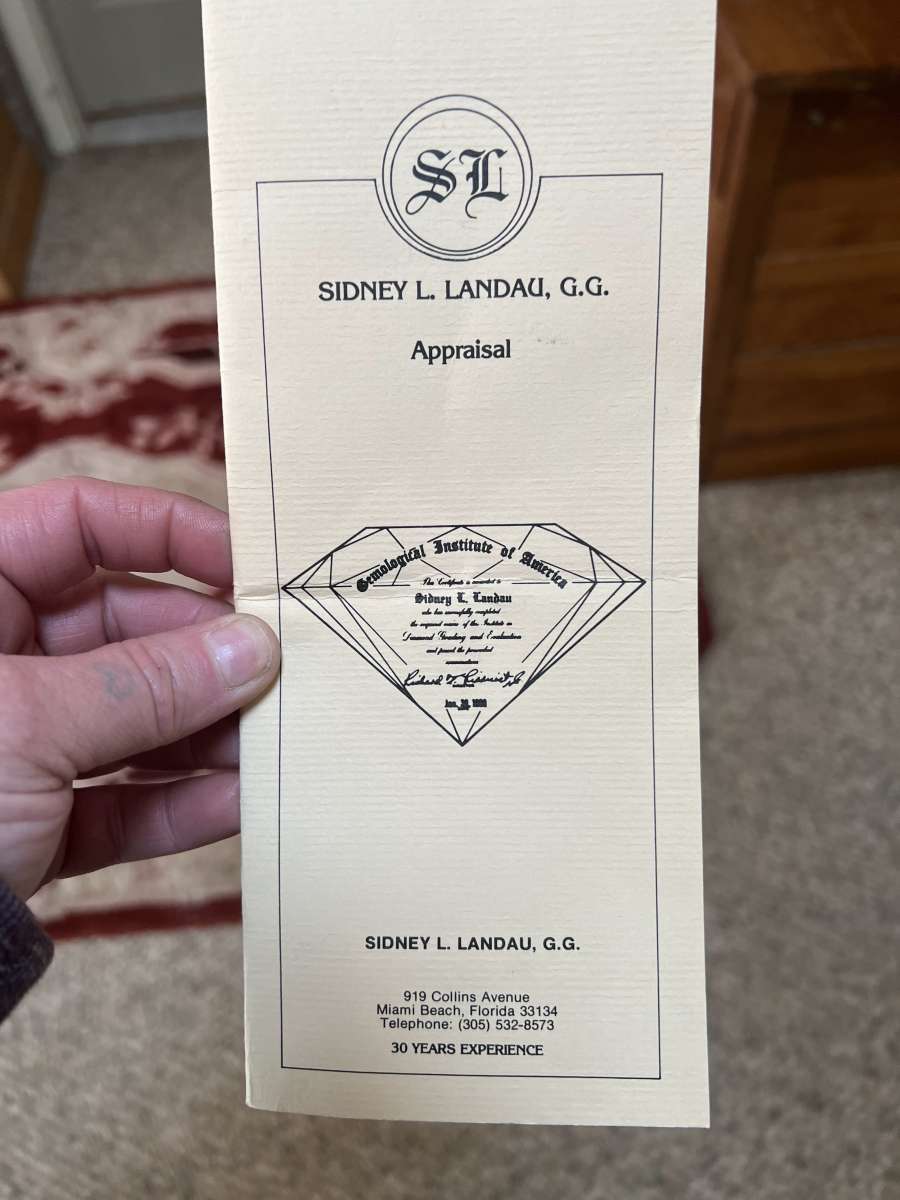 SL
SIDNEY L. LANDAU, G.G.
Appraisal
Gemological Institute of America
This Certificate is awarded to
Sidney L. Landau
who has successfully completed
the required course of the Institute in
Diamond Grading and Evaluation
and passed the prescribed
examinations
SIDNEY L. LANDAU, G.G.
919 Collins Avenue
Miami Beach, Florida 33134
Telephone: (305) 532-8573
30 YEARS EXPERIENCE